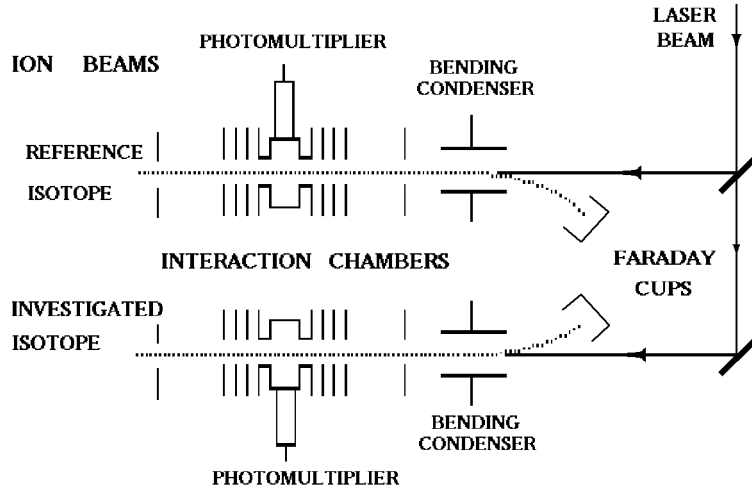 LASER
BEAM
PHOTOMULTIPLIER
ION BEAMS
BENDING
CONDENSER
REFERENCE
ISOTOPE
INTERACTION CHAMBERS
FARADAY
CUPS
INVESTIGATED
ISOTOPE
BENDING
CONDENSER
PHOTOMULTIPLIER